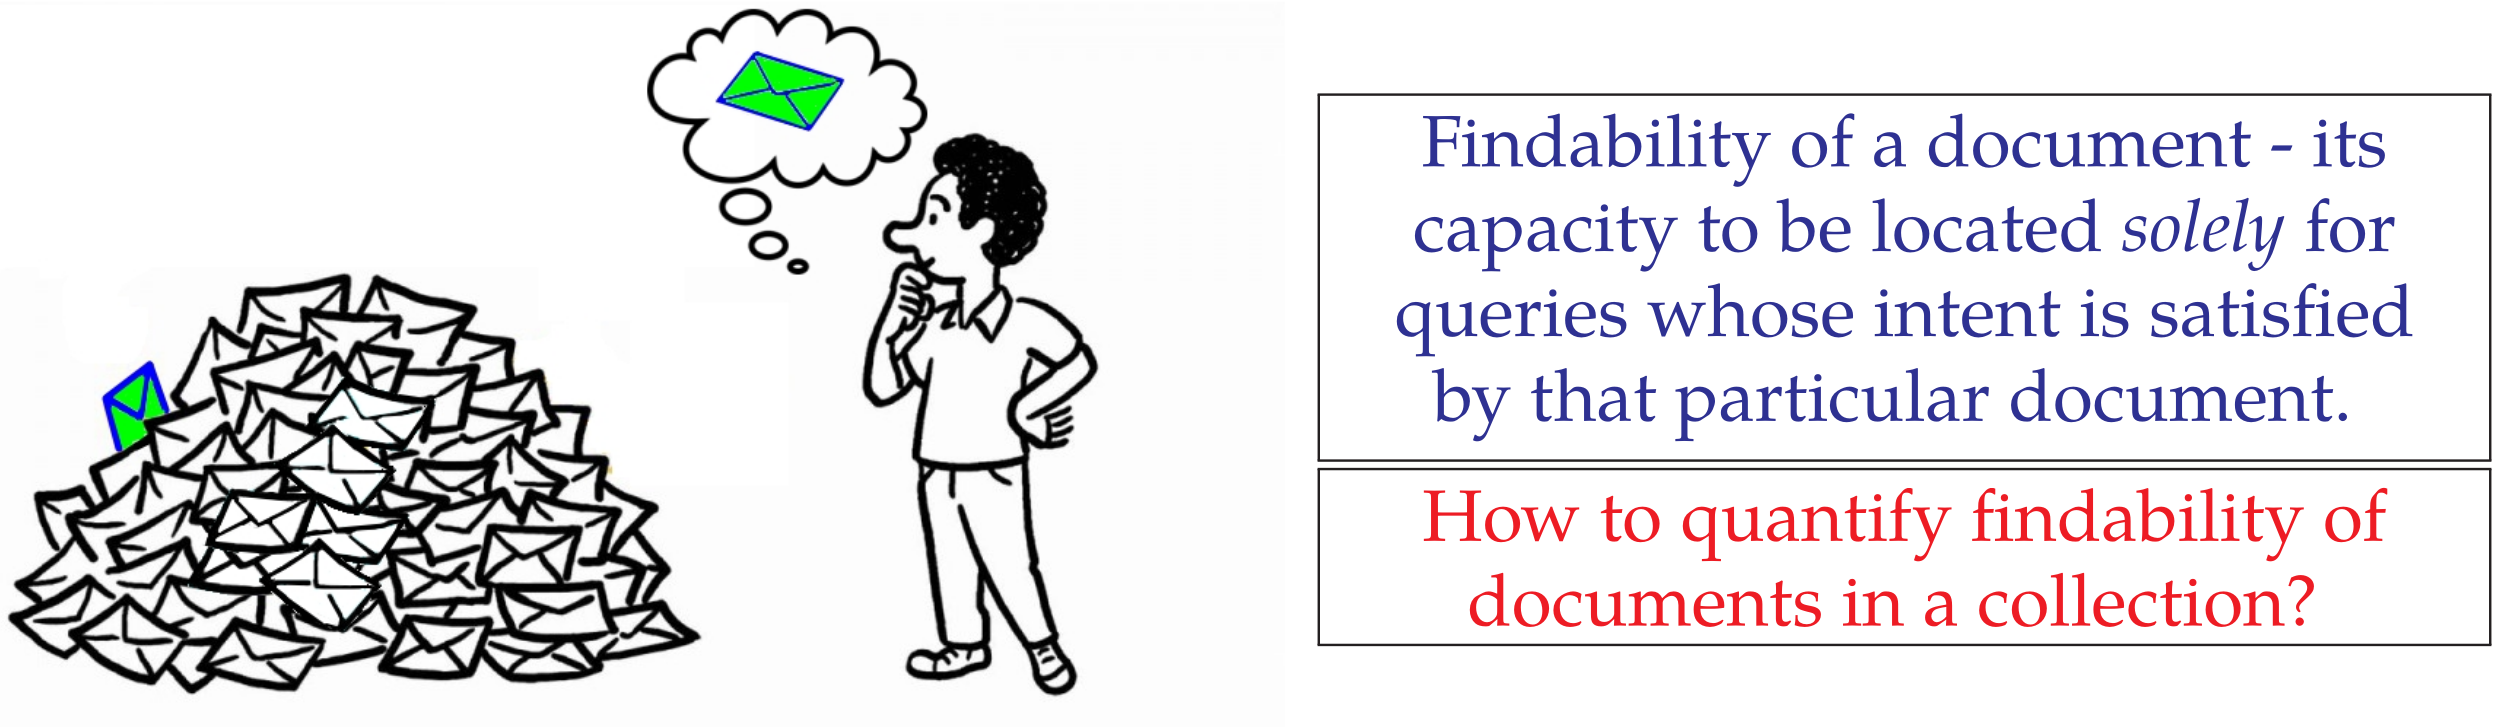 Findability of a document - its
capacity to be located solely for
queries whose intent is satisfied
by that particular document.
How to quantify findability of
documents in a collection?